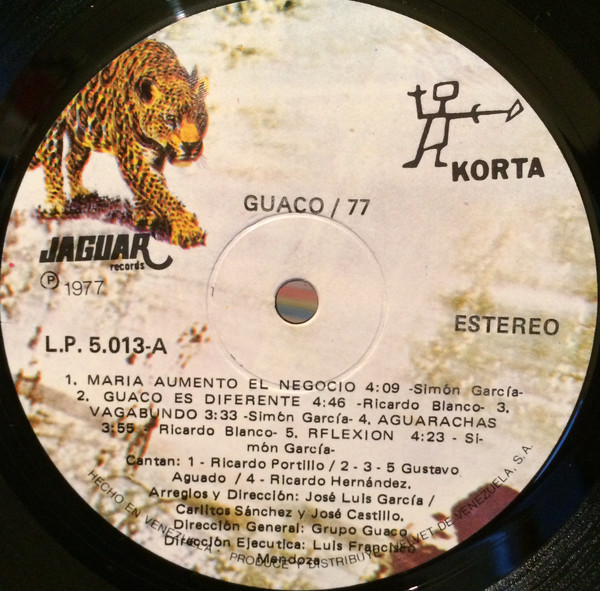 KORTA
GUACO / 77
JAGUAR
records
Ⓟ 1977
ESTEREO
L.P. 5.013-A
1. MARIA AUMENTO EL NEGOCIO 4:09 -Simón García-
2. GUACO ES DIFERENTE 4:46 -Ricardo Blanco- 3.
VAGABUNDO 3:33 -Simón García- 4. AGUARACHAS
3:55 - Ricardo Blanco- 5. RFLEXION 4:23 - Si-
món García-
Cantan: 1 - Ricardo Portillo / 2 - 3 - 5 Gustavo
Aguado / 4 - Ricardo Hernández.
Arreglos y Dirección: José Luis García /
Carlitos Sánchez y José Castillo.
Dirección General: Grupo Guaco
Dirección Ejecutica: Luis Francisco
Mendoza
HECHO EN VENEZUELA - PRODUCE Y DISTRIBUYE VELVET DE VENEZUELA, S.A.